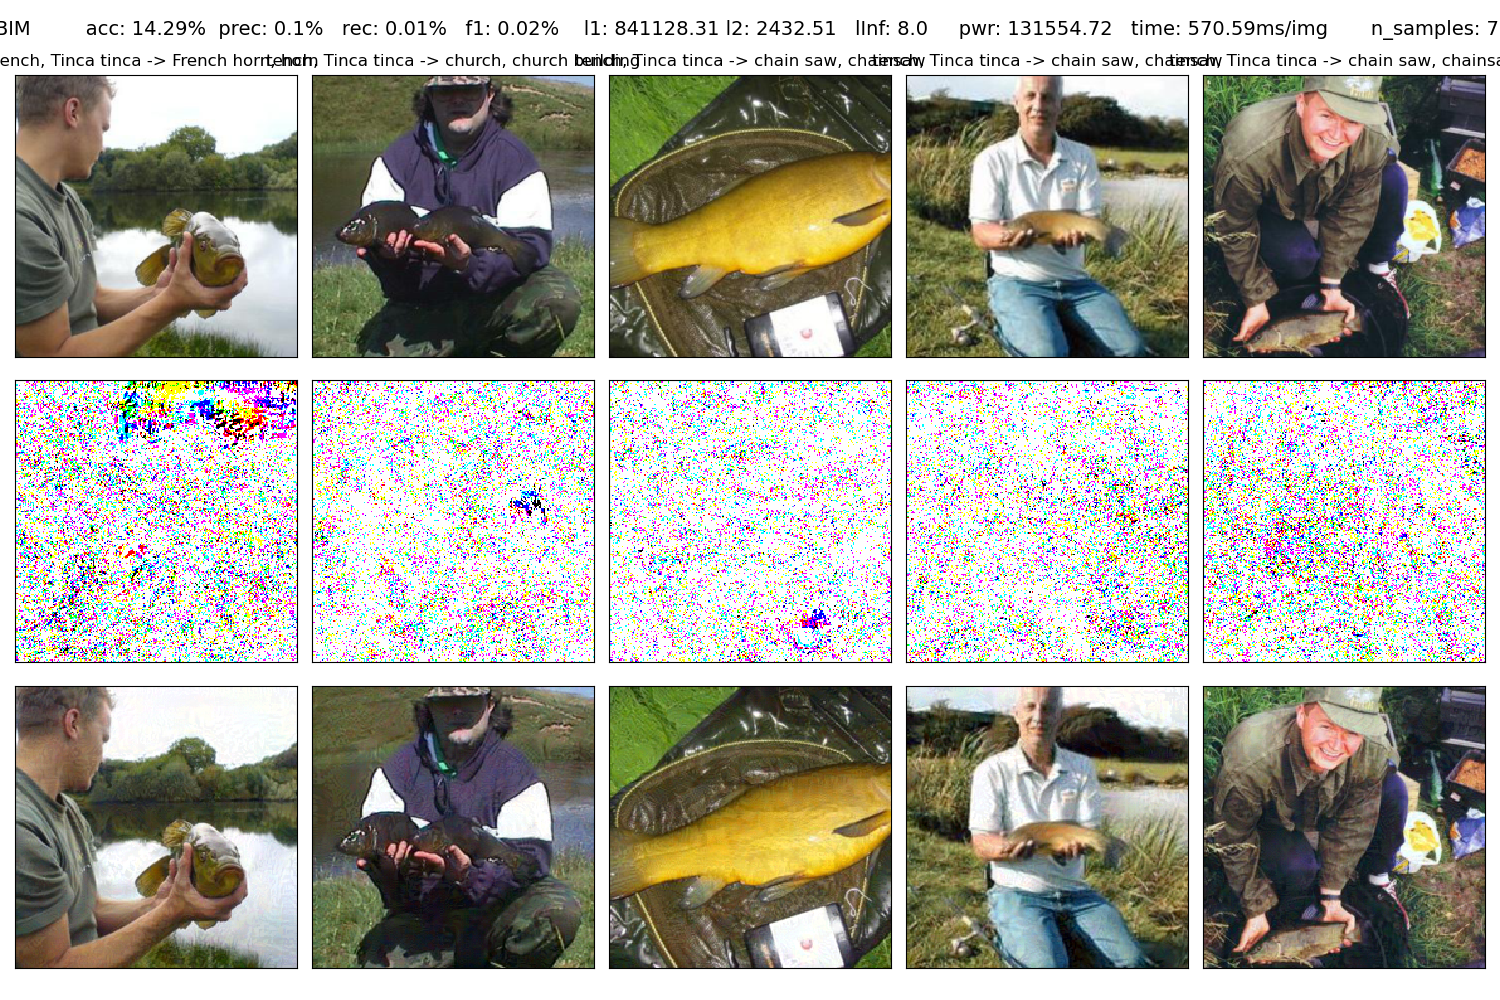 BIM acc: 14.29% prec: 0.1% rec: 0.01% f1: 0.02% l1: 841128.31 l2: 2432.51 lInf: 8.0 pwr: 131554.72 time: 570.59ms/img n_samples: 7
ench, Tinca tinca -> French horn, horn
tench, Tinca tinca -> church, church building
tench, Tinca tinca -> chain saw, chainsaw
tench, Tinca tinca -> chain saw, chainsaw
tench, Tinca tinca -> chain saw, chainsa